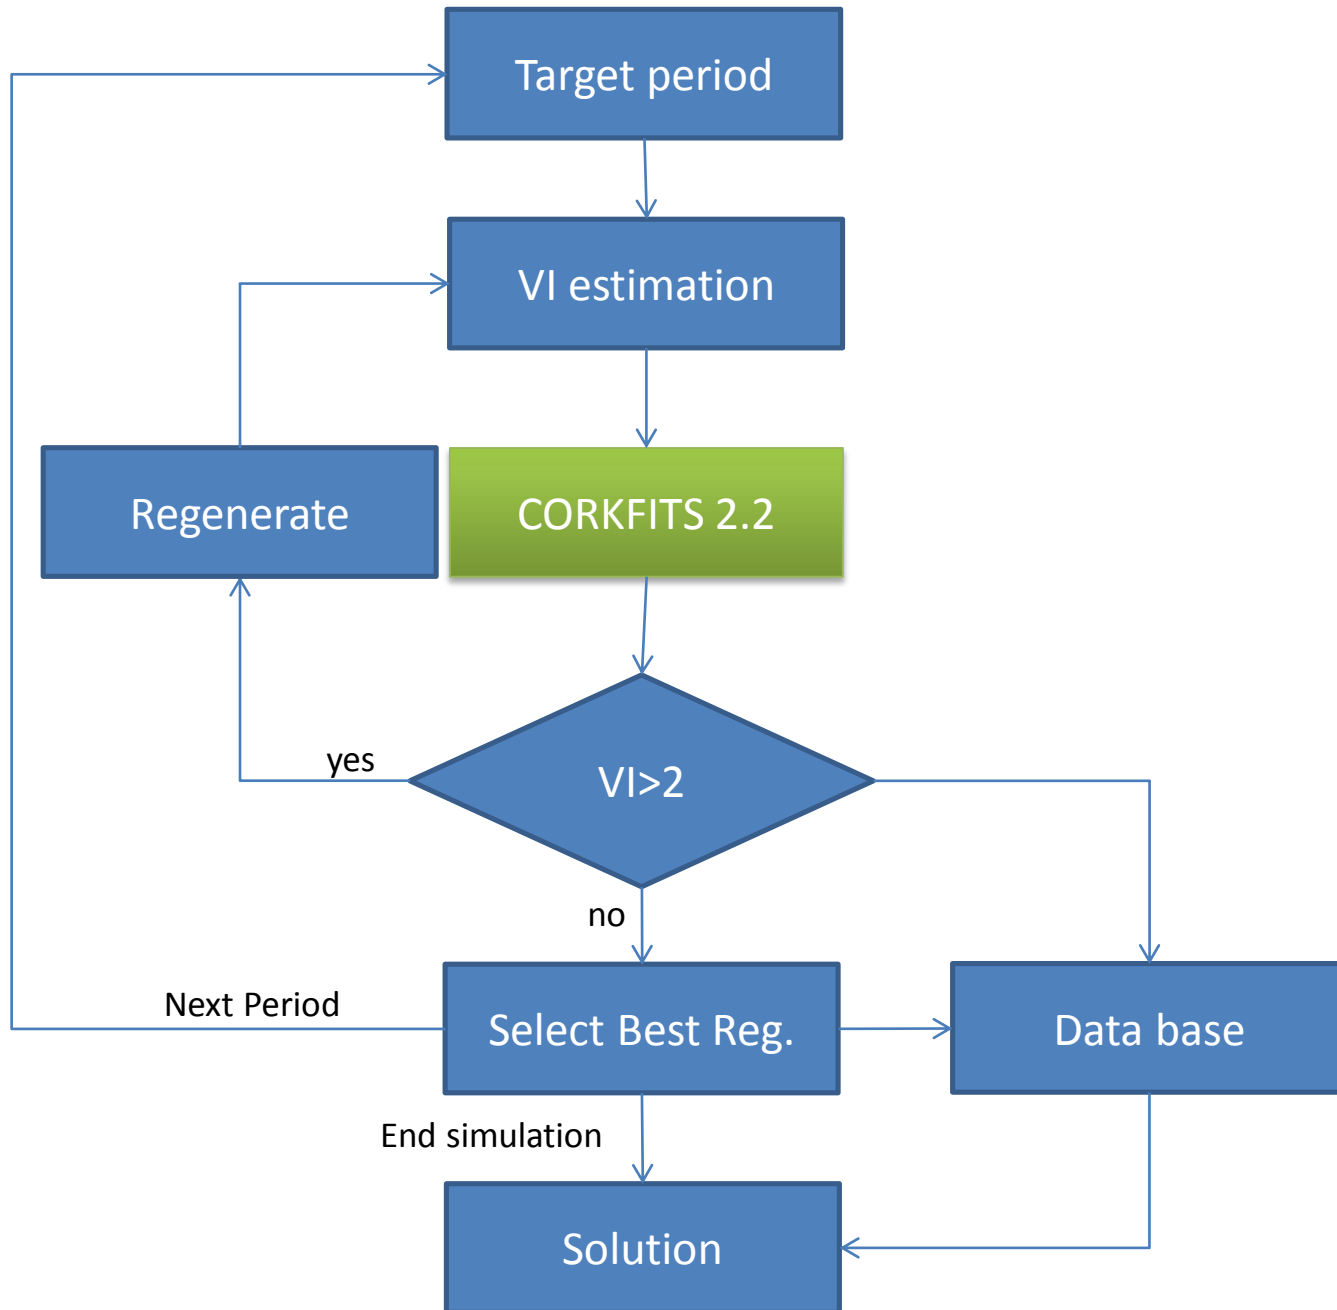 Target period
VI estimation
Regenerate
CORKFITS 2.2
yes
VI>2
no
Next Period
Select Best Reg.
Data base
End simulation
Solution